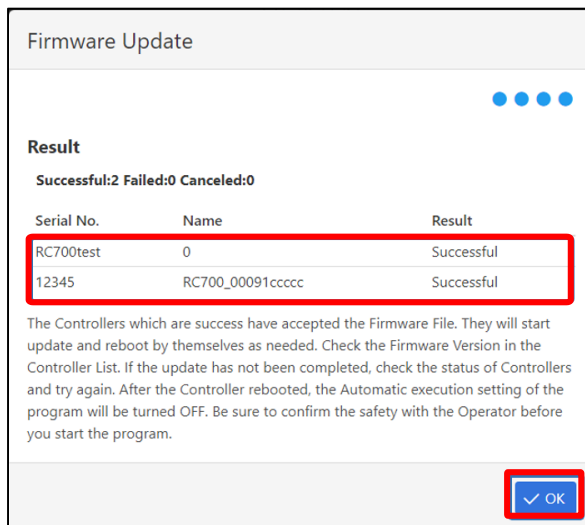 Firmware Update
Result
Successful:2 Failed:0 Canceled:0
Serial No. Name Result
RC700test 0 Successful
12345 RC700_00091ccccc Successful
The Controllers which are success have accepted the Firmware File. They will start
update and reboot by themselves as needed. Check the Firmware Version in the
Controller List. If the update has not been completed, check the status of Controllers
and try again. After the Controller rebooted, the Automatic execution setting of the
program will be turned OFF. Be sure to confirm the safety with the Operator before
you start the program.
OK